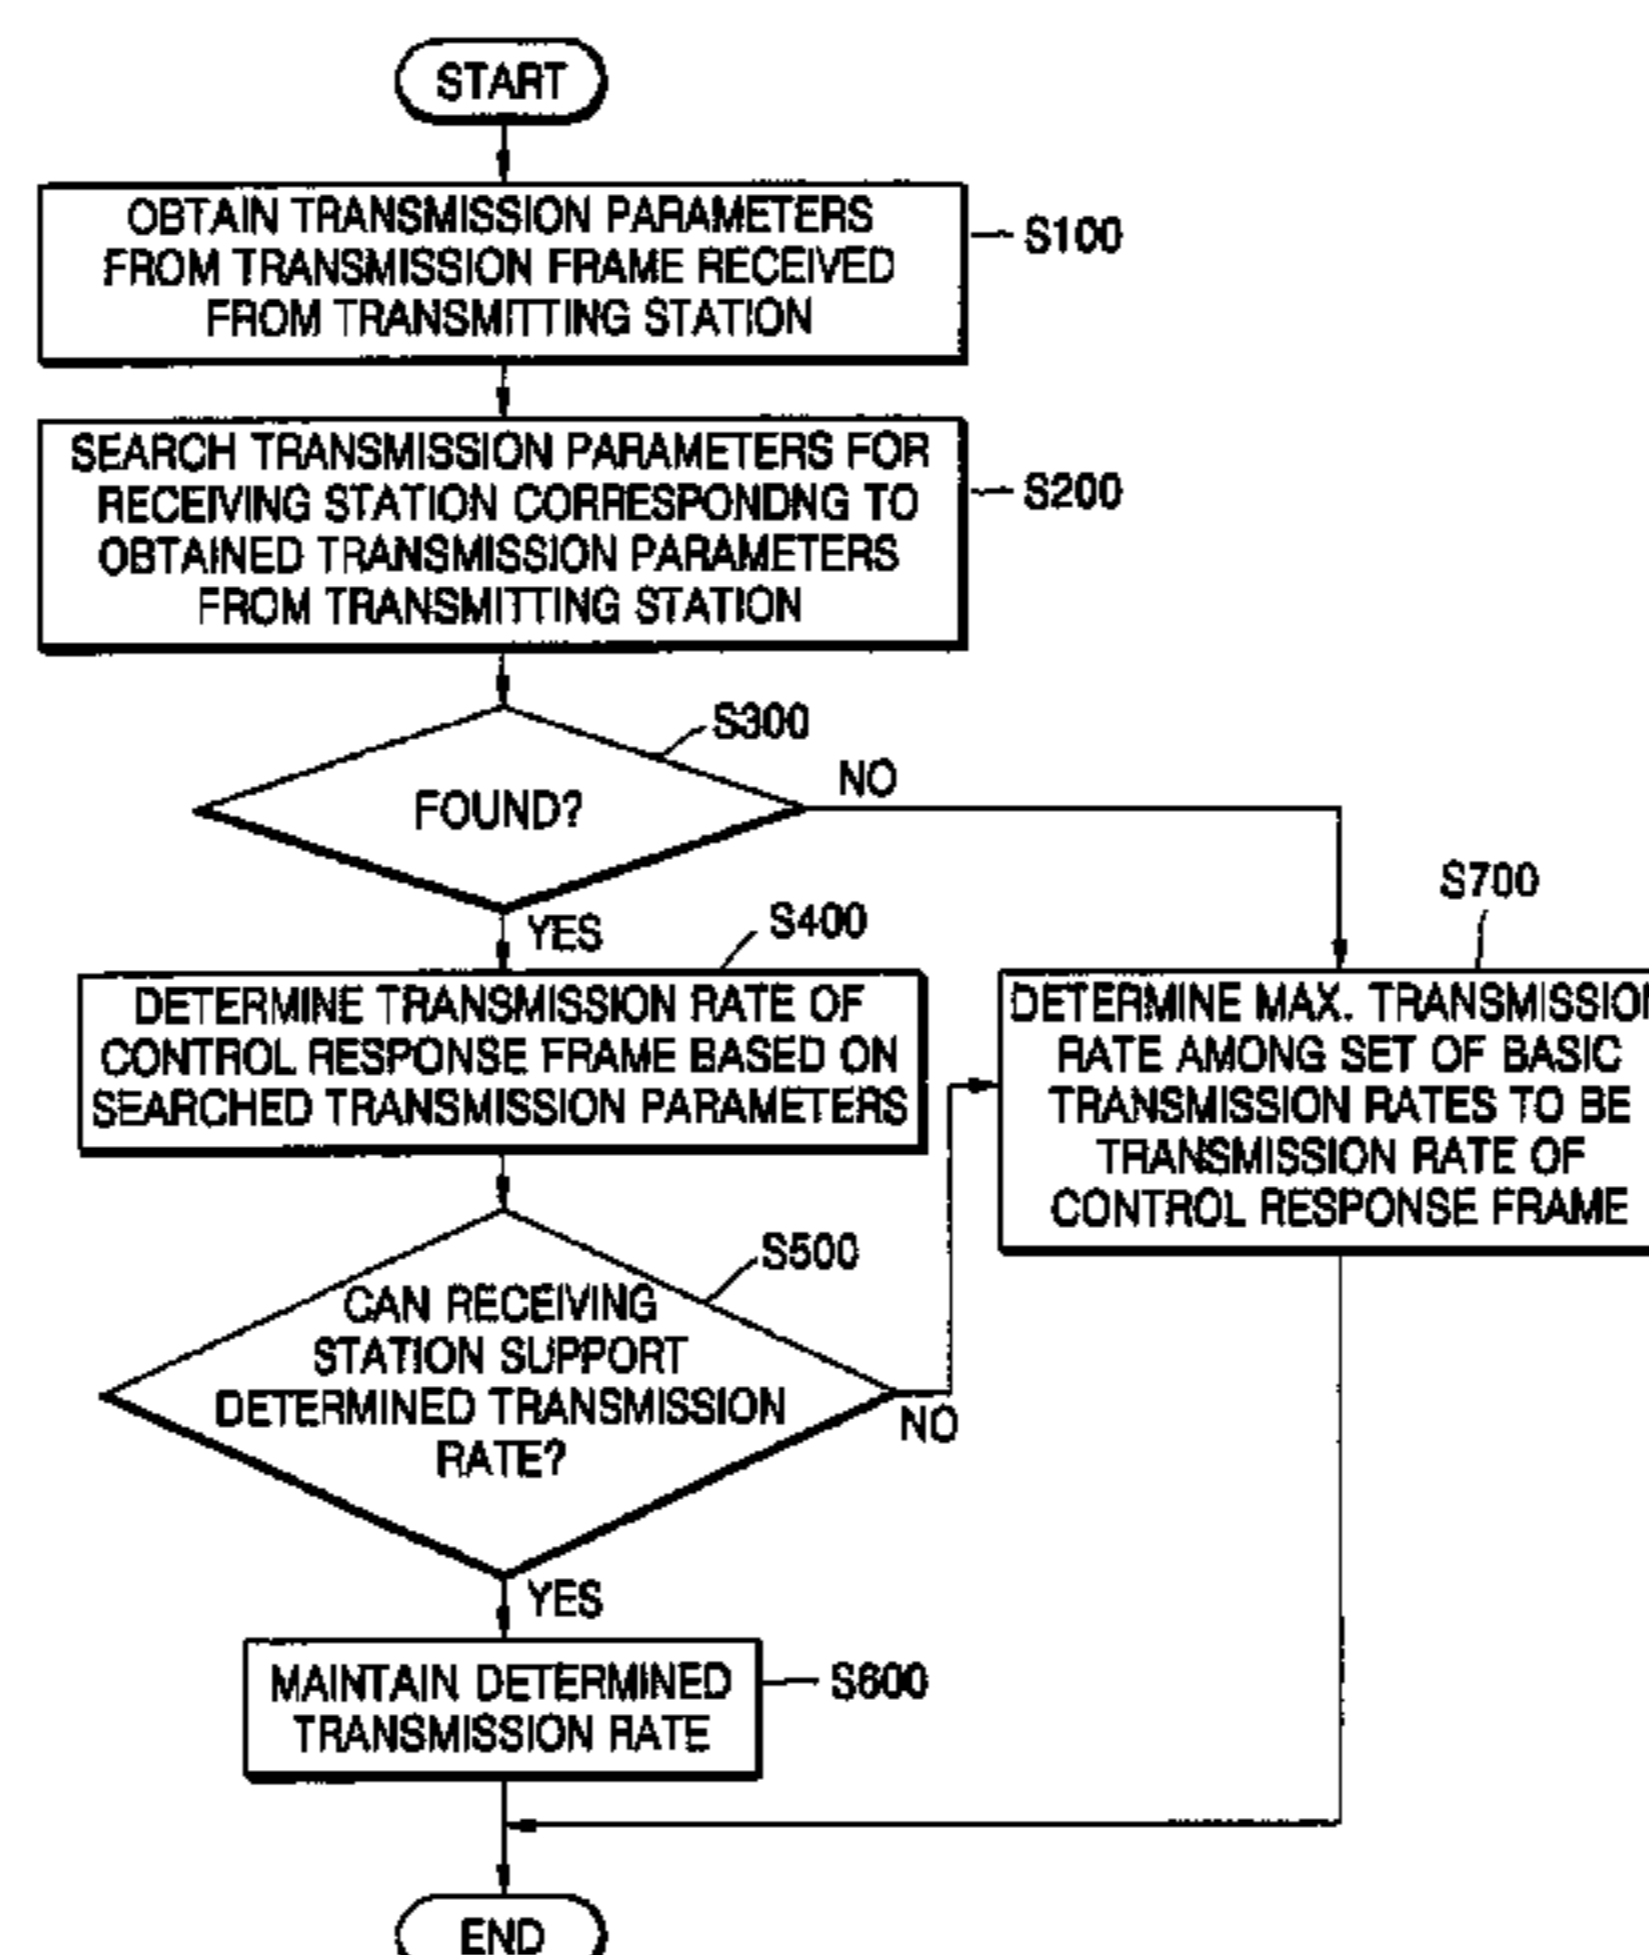 START
OBTAIN TRANSMISSION PARAMETERS
FROM TRANSMISSION FRAME RECEIVED
FROM TRANSMITTING STATION
S100
SEARCH TRANSMISSION PARAMETERS FOR
RECEIVING STATION CORRESPONDNG TO
OBTAINED TRANSMISSION PARAMETERS
FROM TRANSMITTING STATION
S200
S300
FOUND?
NO
YES
S400
DETERMINE TRANSMISSION RATE OF
CONTROL RESPONSE FRAME BASED ON
SEARCHED TRANSMISSION PARAMETERS
S700
DETERMINE MAX. TRANSMISSION
RATE AMONG SET OF BASIC
TRANSMISSION RATES TO BE
TRANSMISSION RATE OF
CONTROL RESPONSE FRAME
S500
CAN RECEIVING
STATION SUPPORT
DETERMINED TRANSMISSION
RATE?
NO
YES
MAINTAIN DETERMINED
TRANSMISSION RATE
S600
END